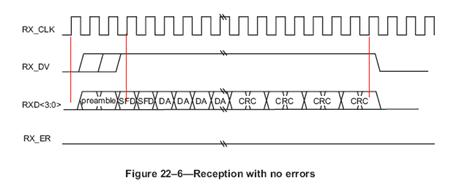 RX_CLK
RX_DV
RXD<3:0> preamble SFD SFD DA DA DA DA CRC CRC CRC CRC
RX_ER
Figure 22–6—Reception with no errors